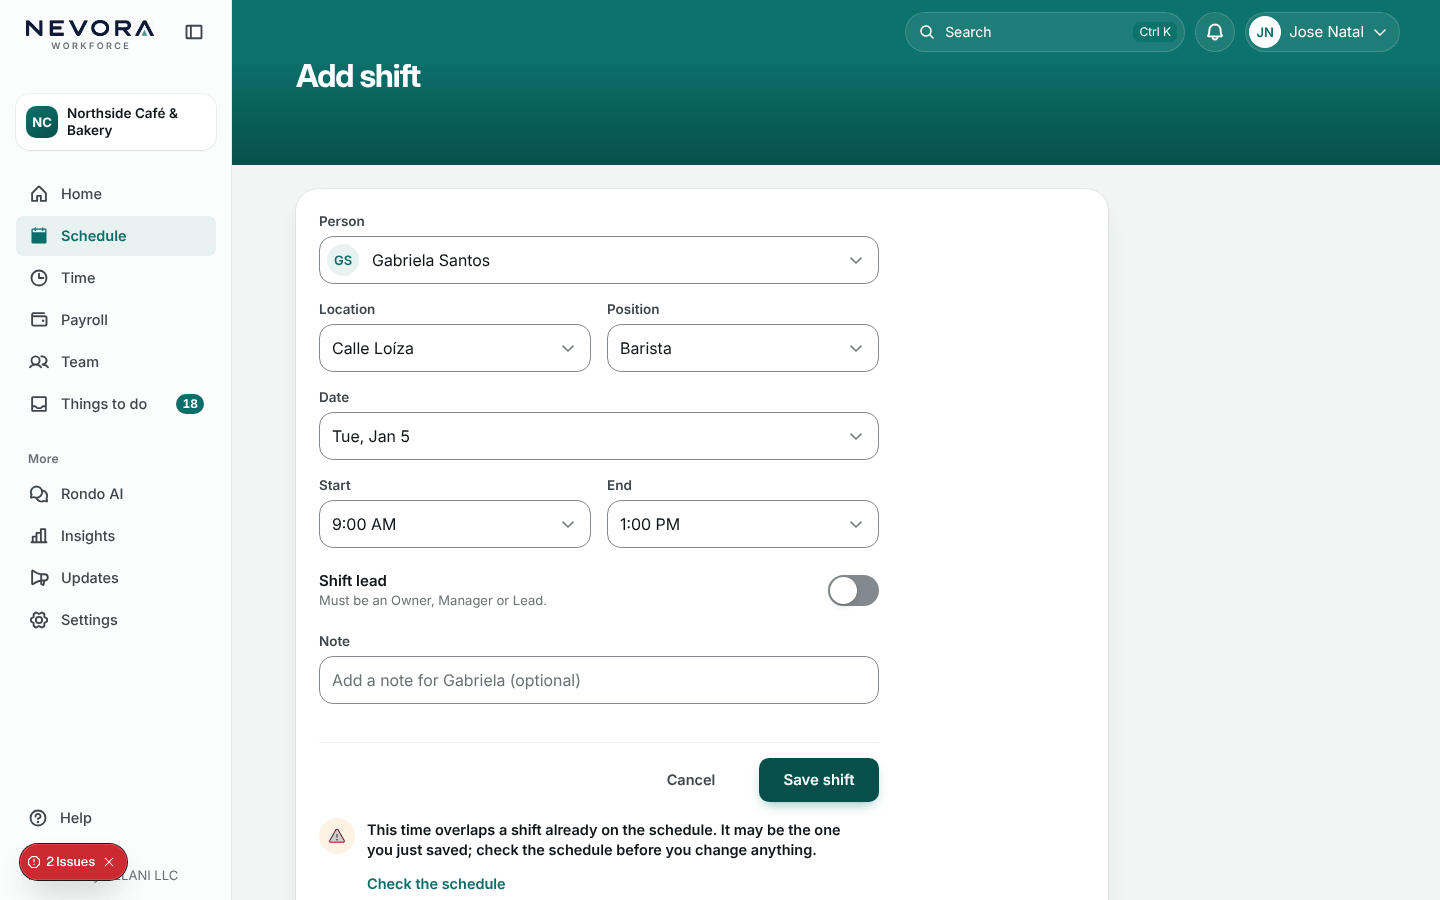 NEVORA
WORKFORCE
Search
Ctrl K
JN
Jose Natal
Add shift
NC
Northside Café &
Bakery
Home
Schedule
Time
Payroll
Team
Things to do
18
More
Rondo AI
Insights
Updates
Settings
Help
2 Issues
LANI LLC
Person
GS
Gabriela Santos
Location
Position
Calle Loíza
Barista
Date
Tue, Jan 5
Start
End
9:00 AM
1:00 PM
Shift lead
Must be an Owner, Manager or Lead.
Note
Add a note for Gabriela (optional)
Cancel
Save shift
This time overlaps a shift already on the schedule. It may be the one
you just saved; check the schedule before you change anything.
Check the schedule